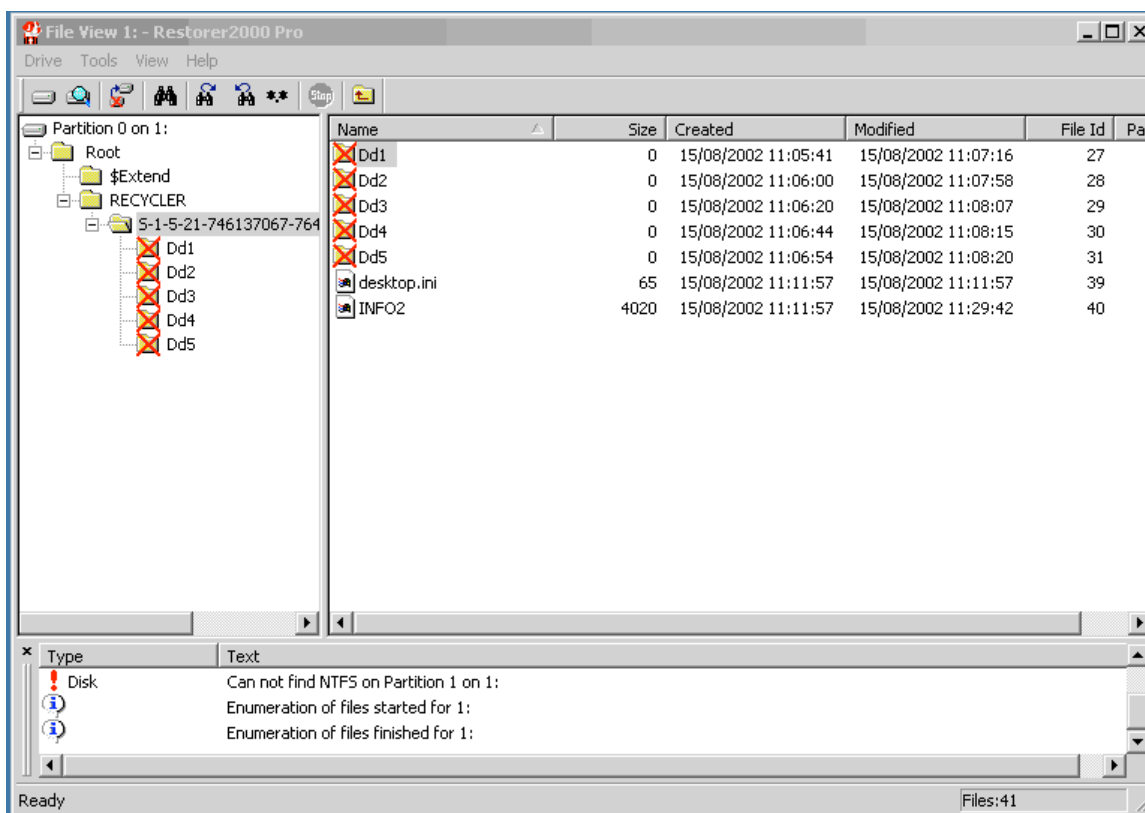 File View 1: - Restorer2000 Pro
Drive Tools View Help
*.* Stop
Partition 0 on 1:
Root
$Extend
RECYCLER
S-1-5-21-746137067-764
Dd1
Dd2
Dd3
Dd4
Dd5
Name Size Created Modified File Id Pa
Dd1 0 15/08/2002 11:05:41 15/08/2002 11:07:16 27
Dd2 0 15/08/2002 11:06:00 15/08/2002 11:07:58 28
Dd3 0 15/08/2002 11:06:20 15/08/2002 11:08:07 29
Dd4 0 15/08/2002 11:06:44 15/08/2002 11:08:15 30
Dd5 0 15/08/2002 11:06:54 15/08/2002 11:08:20 31
desktop.ini 65 15/08/2002 11:11:57 15/08/2002 11:11:57 39
INFO2 4020 15/08/2002 11:11:57 15/08/2002 11:29:42 40
Type Text
Disk Can not find NTFS on Partition 1 on 1:
Enumeration of files started for 1:
Enumeration of files finished for 1:
Ready Files:41